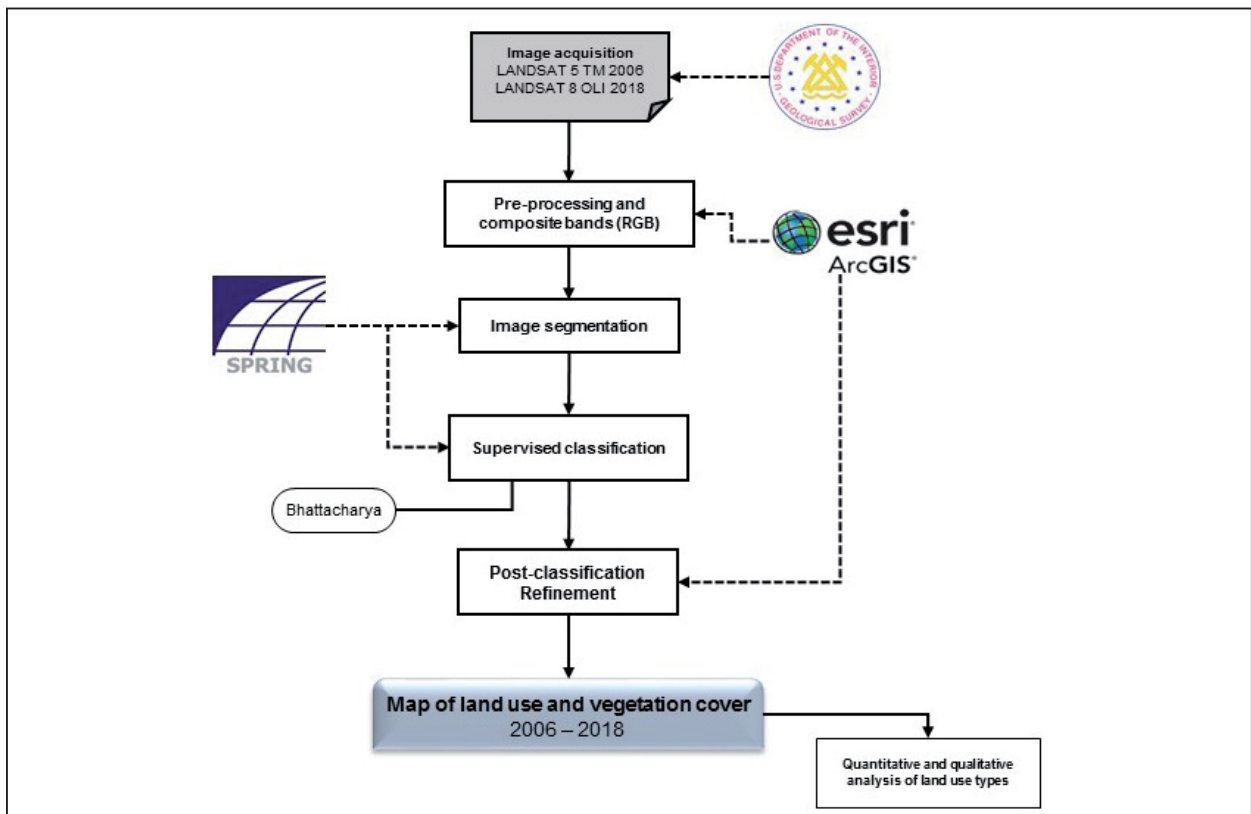 Image acquisition
LANDSAT 5 TM 2006
LANDSAT 8 OLI 2018
U.S DEPARTMENT OF THE INTERIOR
GEOLOGICAL SURVEY
Pre-processing and
composite bands (RGB)
esri
ArcGIS
SPRING
Image segmentation
Supervised classification
Bhattacharya
Post-classification
Refinement
Map of land use and vegetation cover
2006 – 2018
Quantitative and qualitative
analysis of land use types